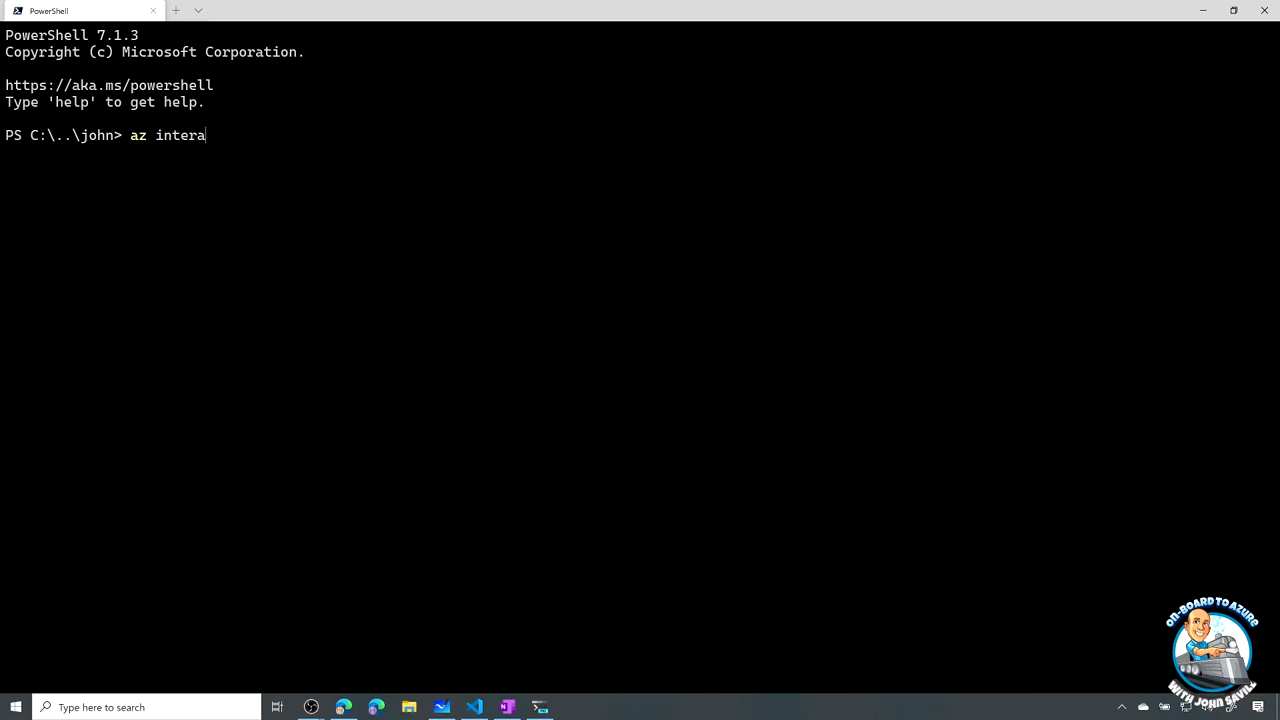 PowerShell
PowerShell 7.1.3
Copyright (c) Microsoft Corporation.
https://aka.ms/powershell
Type 'help' to get help.
PS C:\..\john> az intera
ON-BOARD TO AZURE
WITH JOHN SAVILL
Type here to search